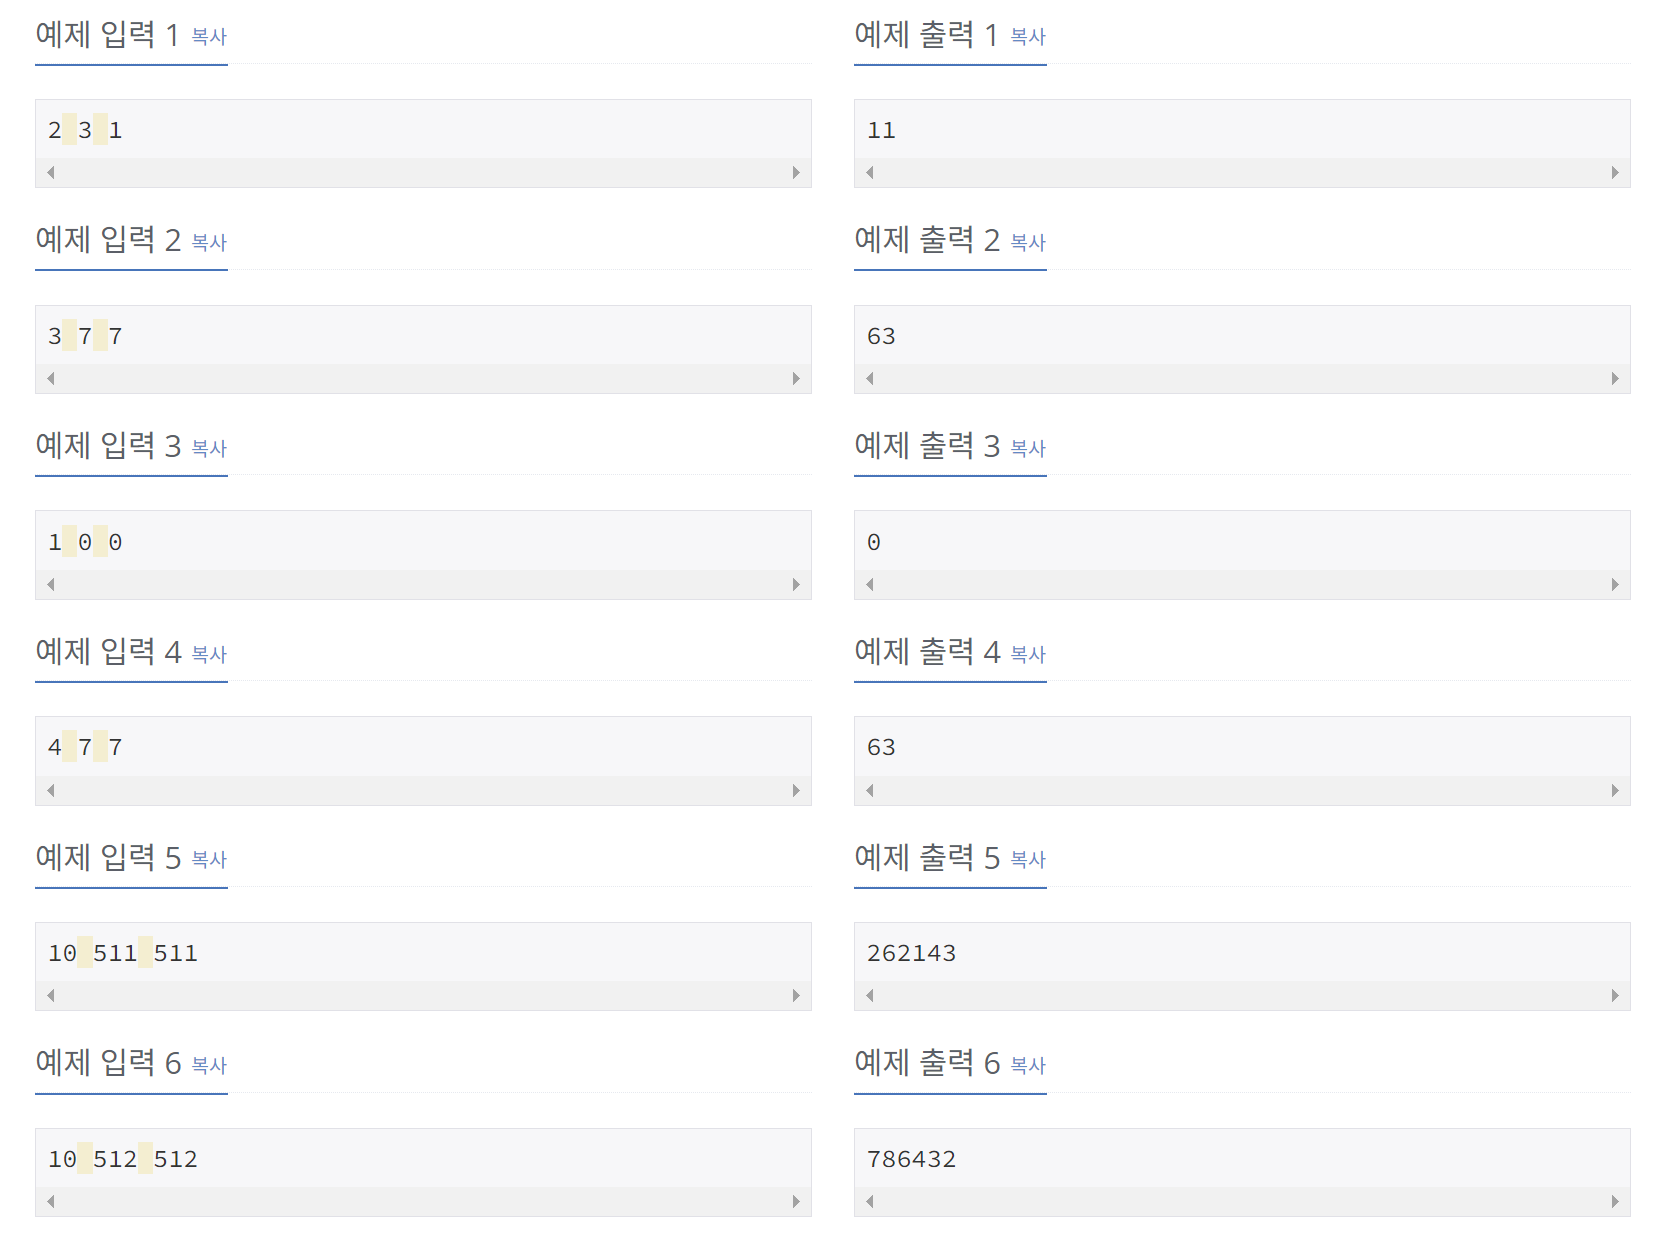 예제 입력 1 복사
2 3 1
예제 출력 1 복사
11
예제 입력 2 복사
3 7 7
예제 출력 2 복사
63
예제 입력 3 복사
1 0 0
예제 출력 3 복사
0
예제 입력 4 복사
4 7 7
예제 출력 4 복사
63
예제 입력 5 복사
10 511 511
예제 출력 5 복사
262143
예제 입력 6 복사
10 512 512
예제 출력 6 복사
786432